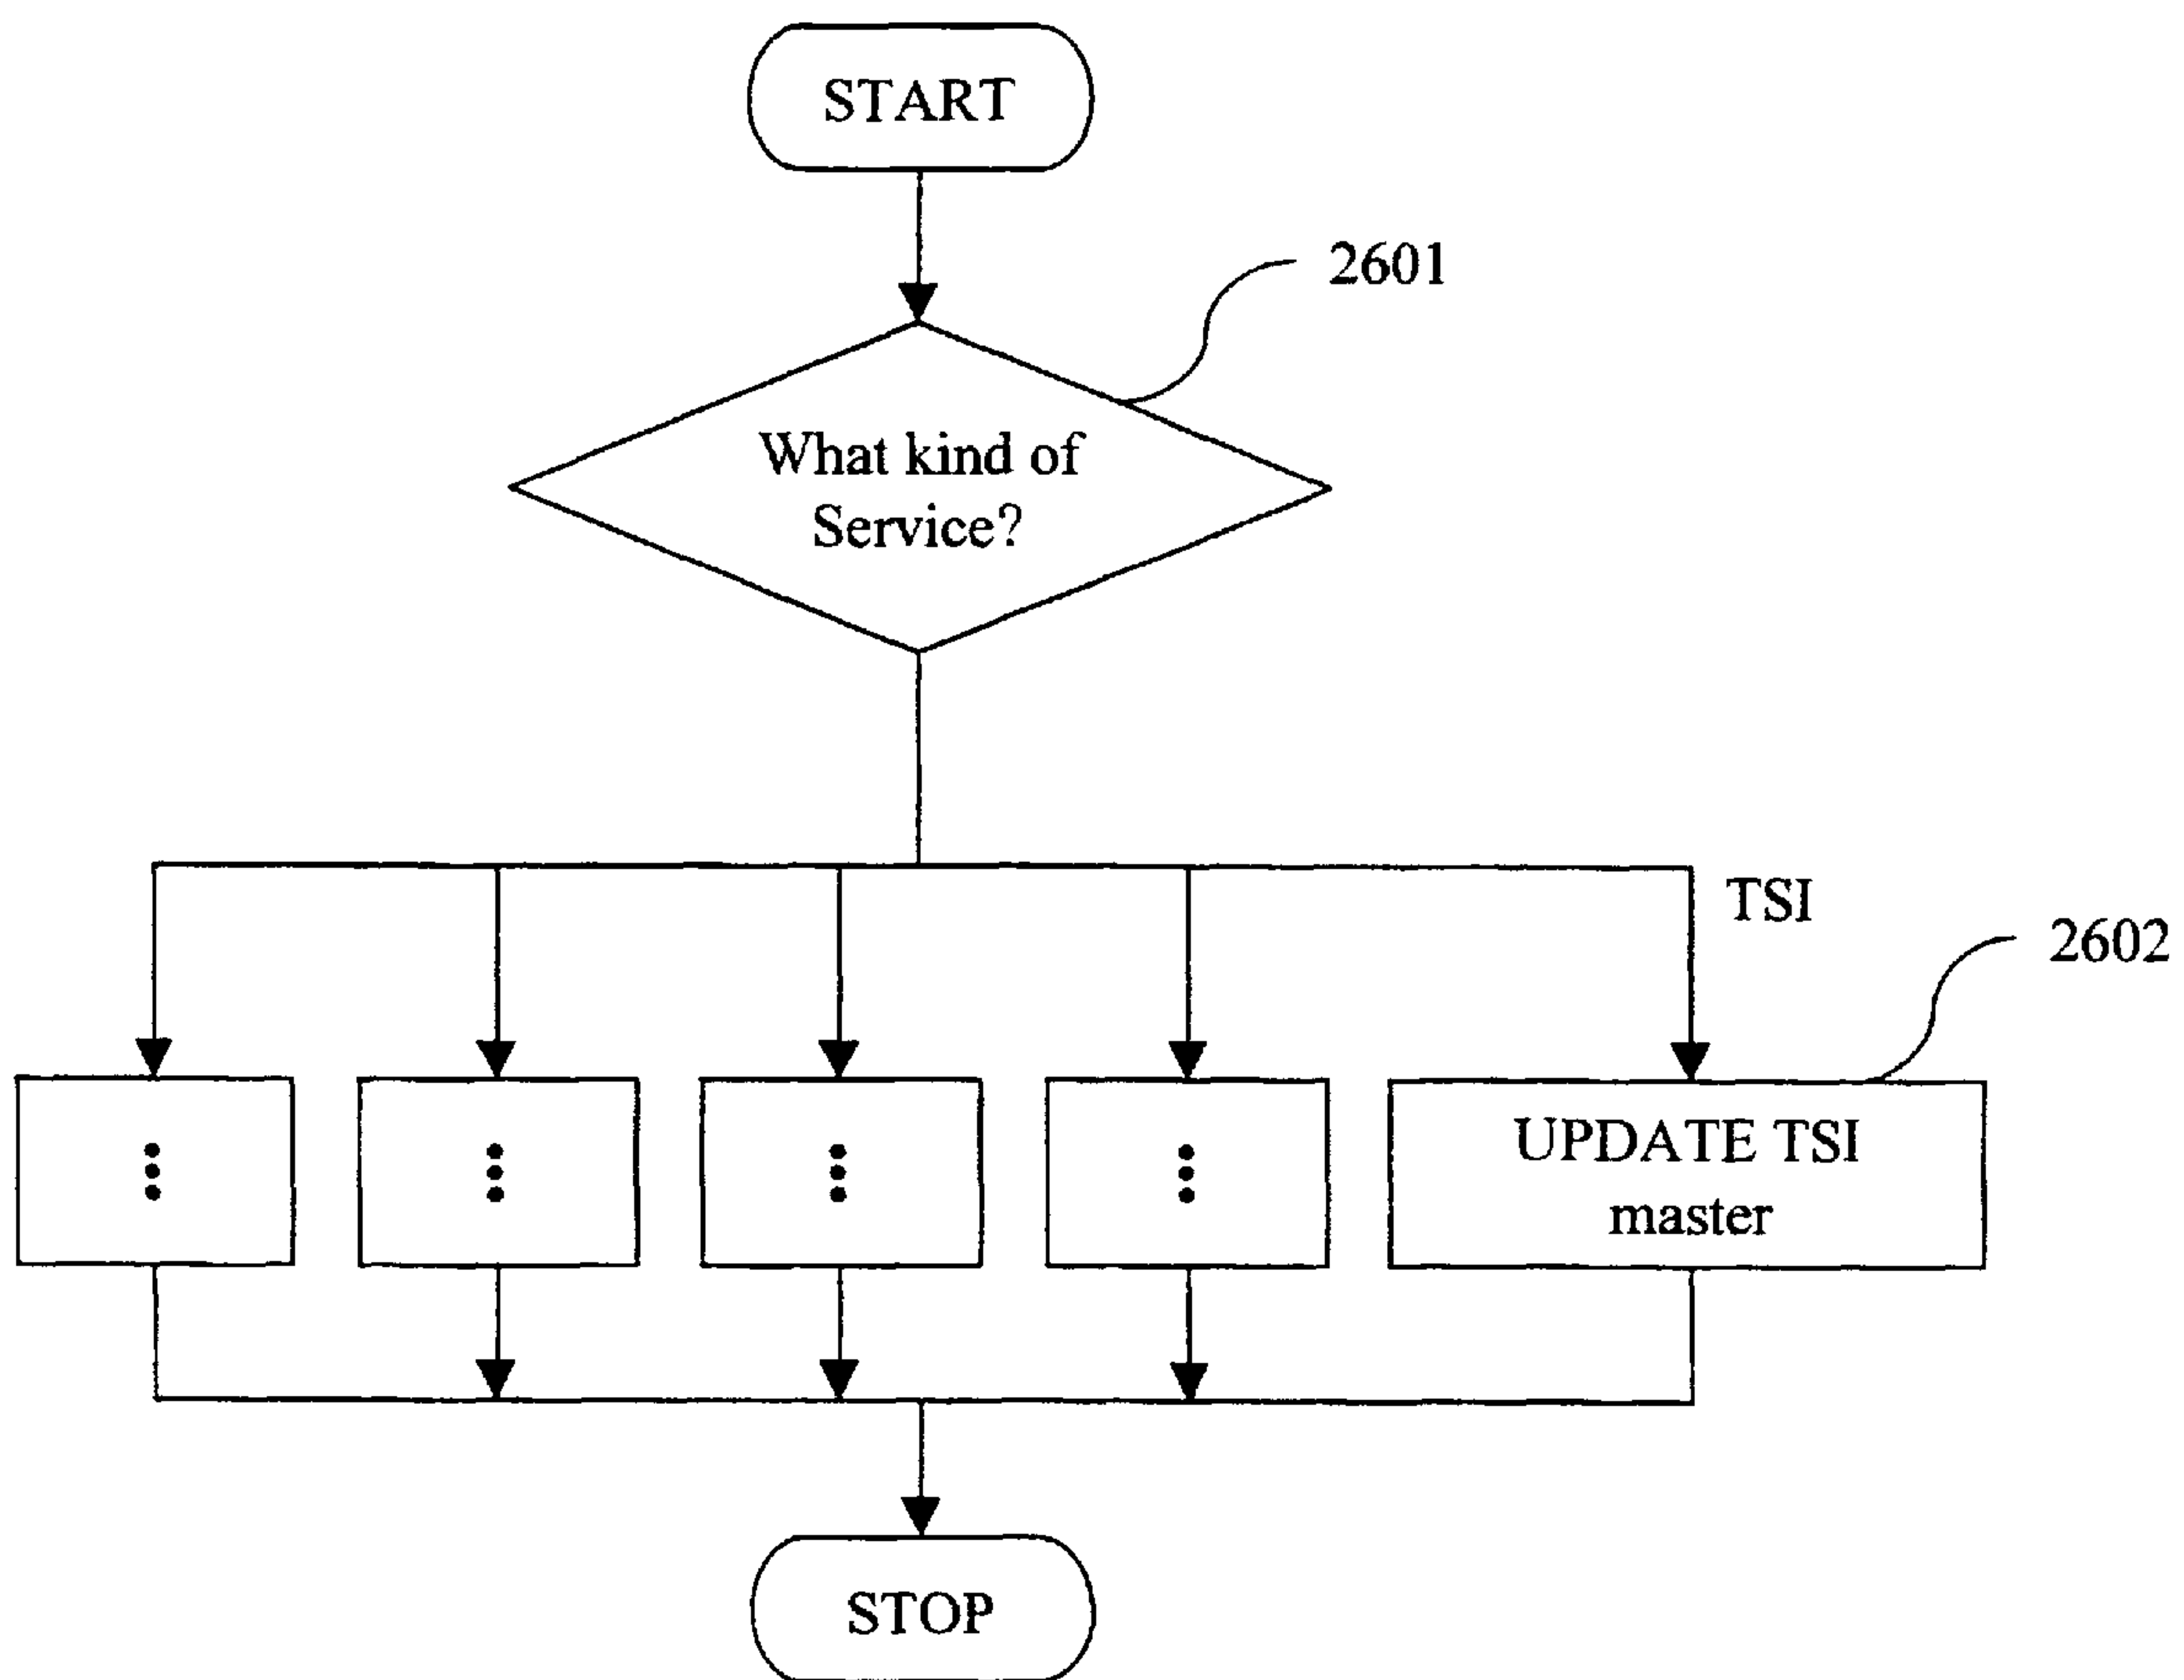 START
2601
What kind of
Service?
TSI
2602
UPDATE TSI
master
STOP